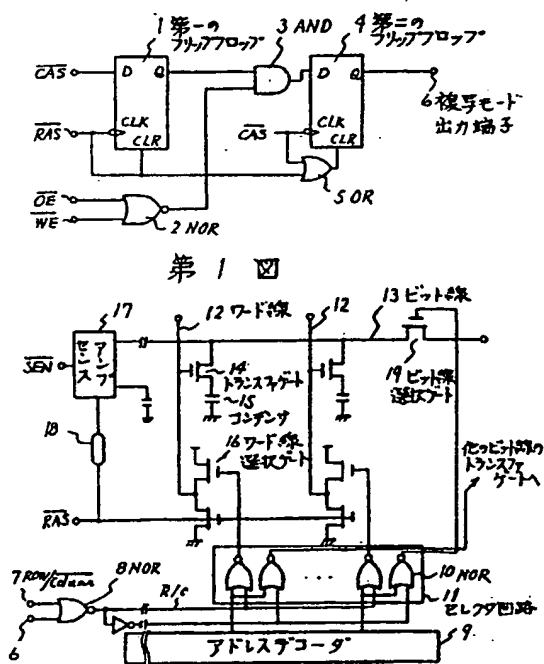 1 第一の
フリップフロップ
3 AND
4 第二の
フリップフロップ
CAS
D
Q
D
Q
6 複写モード
出力端子
RAS
CLK
CLR
CAS
CLK
CLR
5 OR
OE
WE
2 NOR
第 1 図
17
12 ワード線
12
13 ビット線
SEN
センス
アンプ
14
トランスファゲート
15
コンデンサ
19 ビット線
選択ゲート
18
16 ワード線
選択ゲート
他のビット線の
トランスファ
ゲートへ
RAS
7 ROW/Column
8 NOR
R/C
...
10 NOR
11
セレクタ回路
6
アドレスデコーダ
9